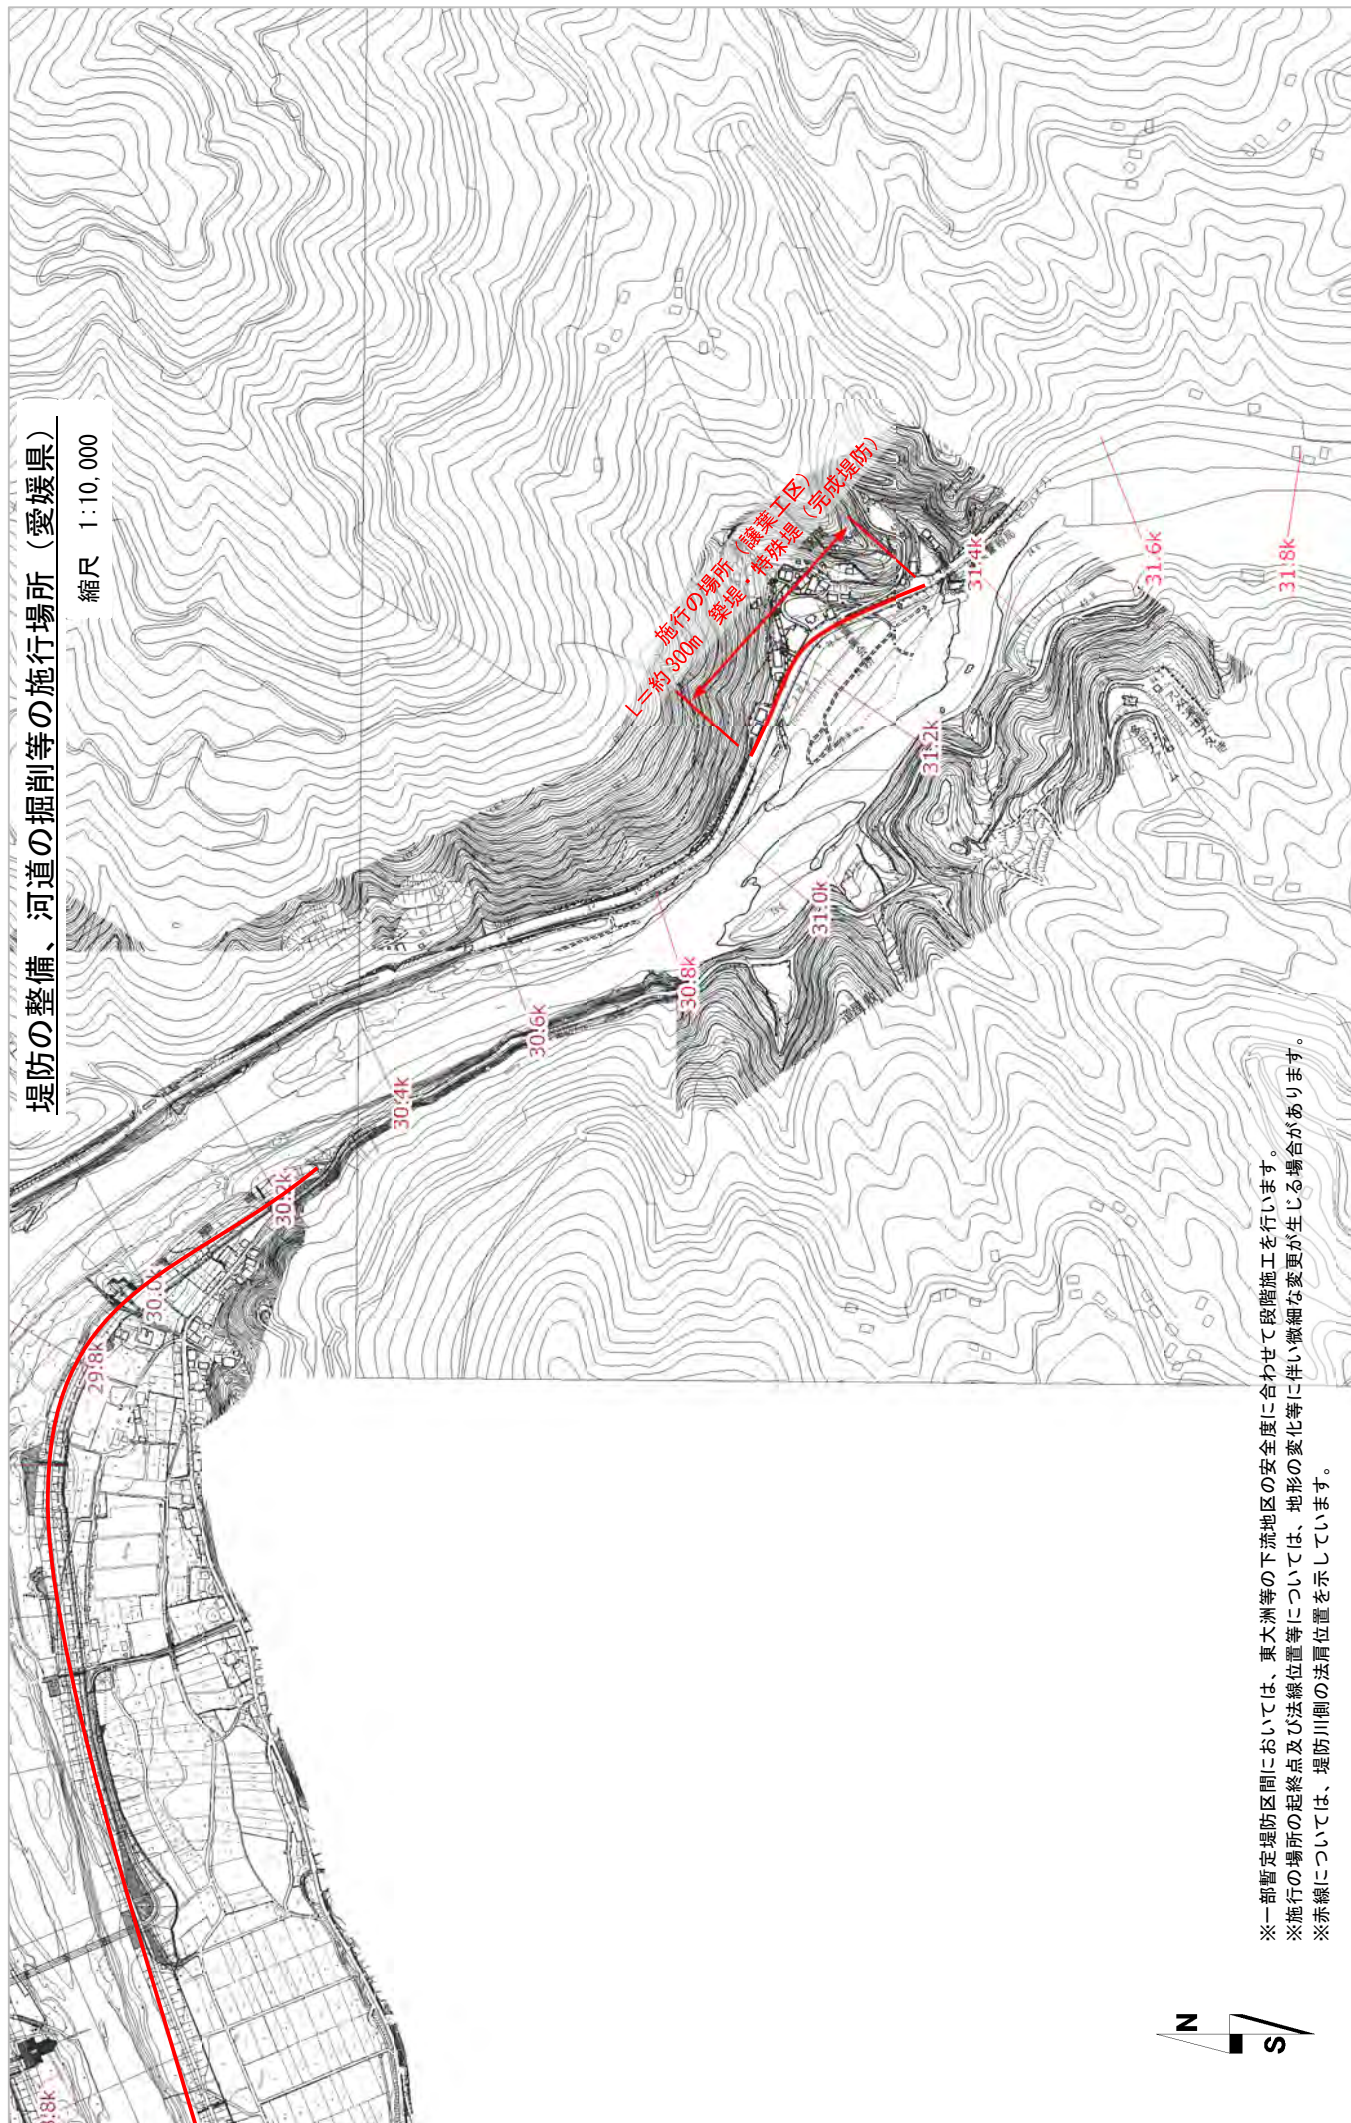 堤防の整備、河道の掘削等の施行場所（愛媛県）
縮尺　1:10,000
施行の場所（譲葉工区）
L=約300m　築堤・特殊堤（完成堤防）
29.8k
30.0k
30.2k
30.4k
30.6k
30.8k
31.0k
31.2k
31.4k
31.6k
31.8k
※一部暫定堤防区間においては、東大洲等の下流地区の安全度に合わせて段階施工を行います。
※施行の場所の起終点及び法線位置等については、地形の変化等に伴い微細な変更が生じる場合があります。
※赤線については、堤防川側の法肩位置を示しています。
N
S